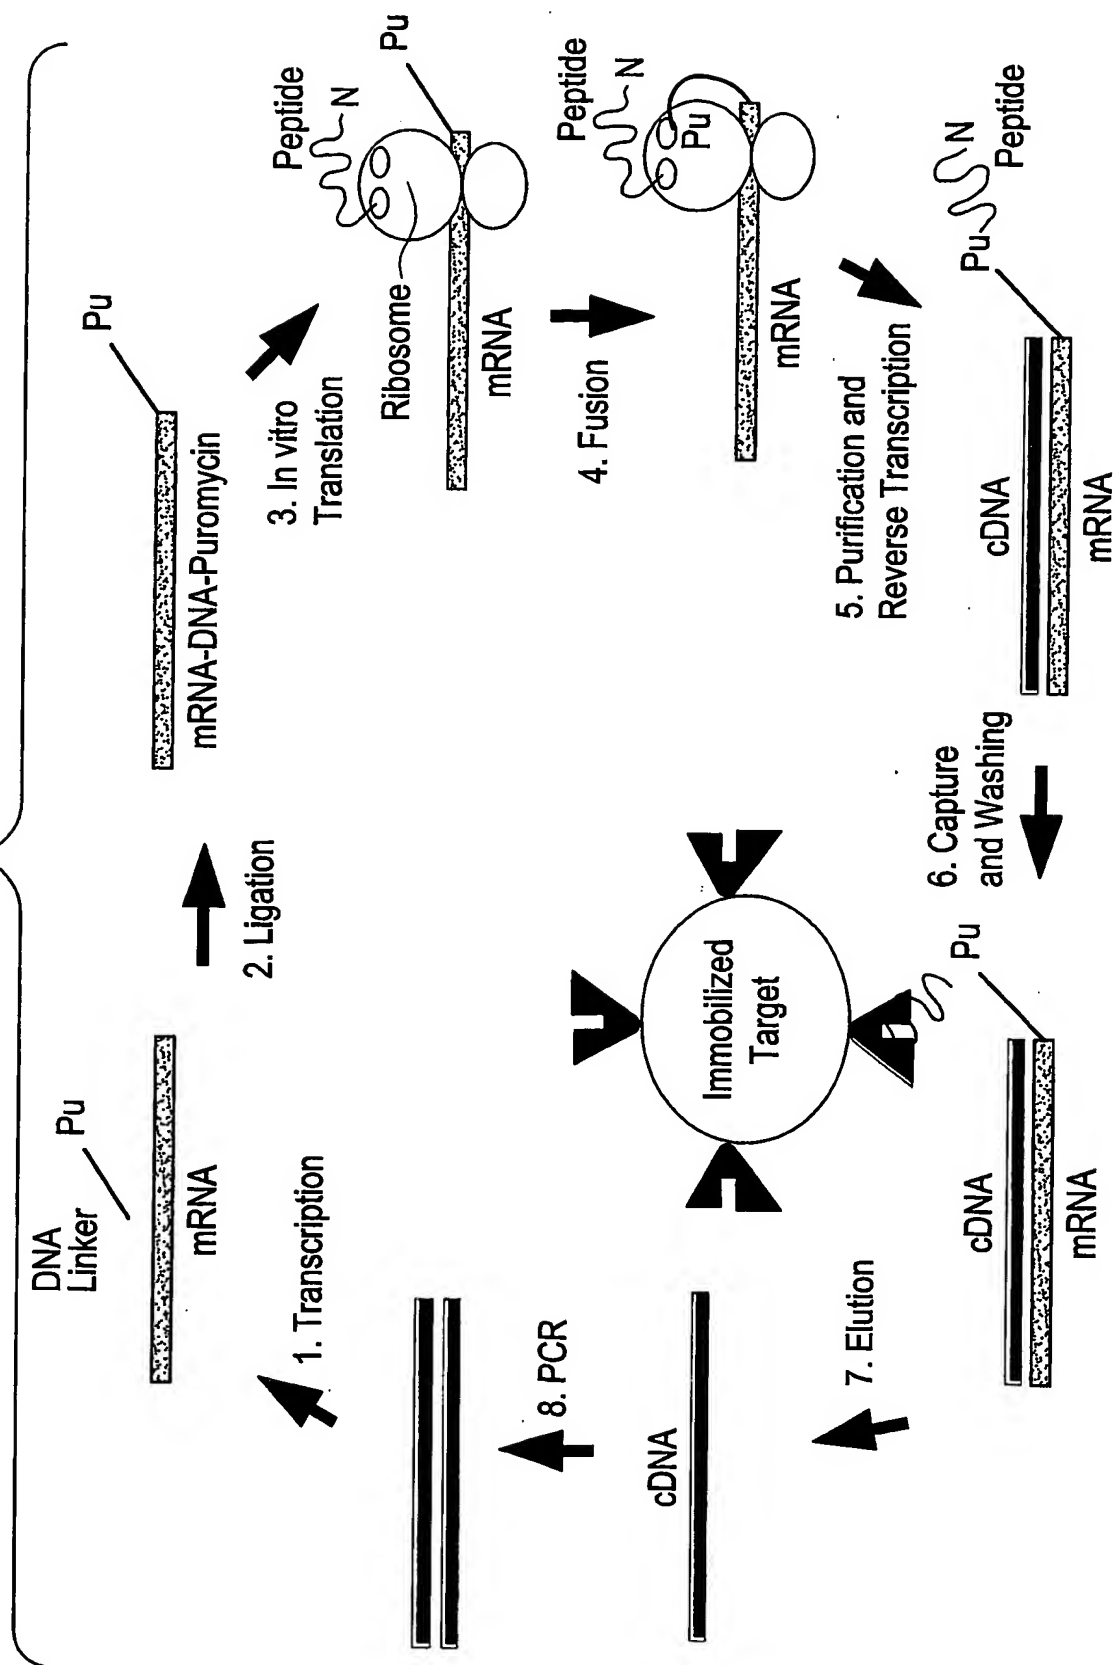 DNA
Linker
Pu
mRNA
1. Transcription
2. Ligation
Pu
mRNA-DNA-Puromycin
3. In vitro
Translation
Peptide
N
Pu
Ribosome
mRNA
4. Fusion
Peptide
N
Pu
mRNA
5. Purification and
Reverse Transcription
Pu
N
Peptide
cDNA
mRNA
6. Capture
and Washing
Immobilized
Target
Pu
cDNA
mRNA
7. Elution
cDNA
8. PCR